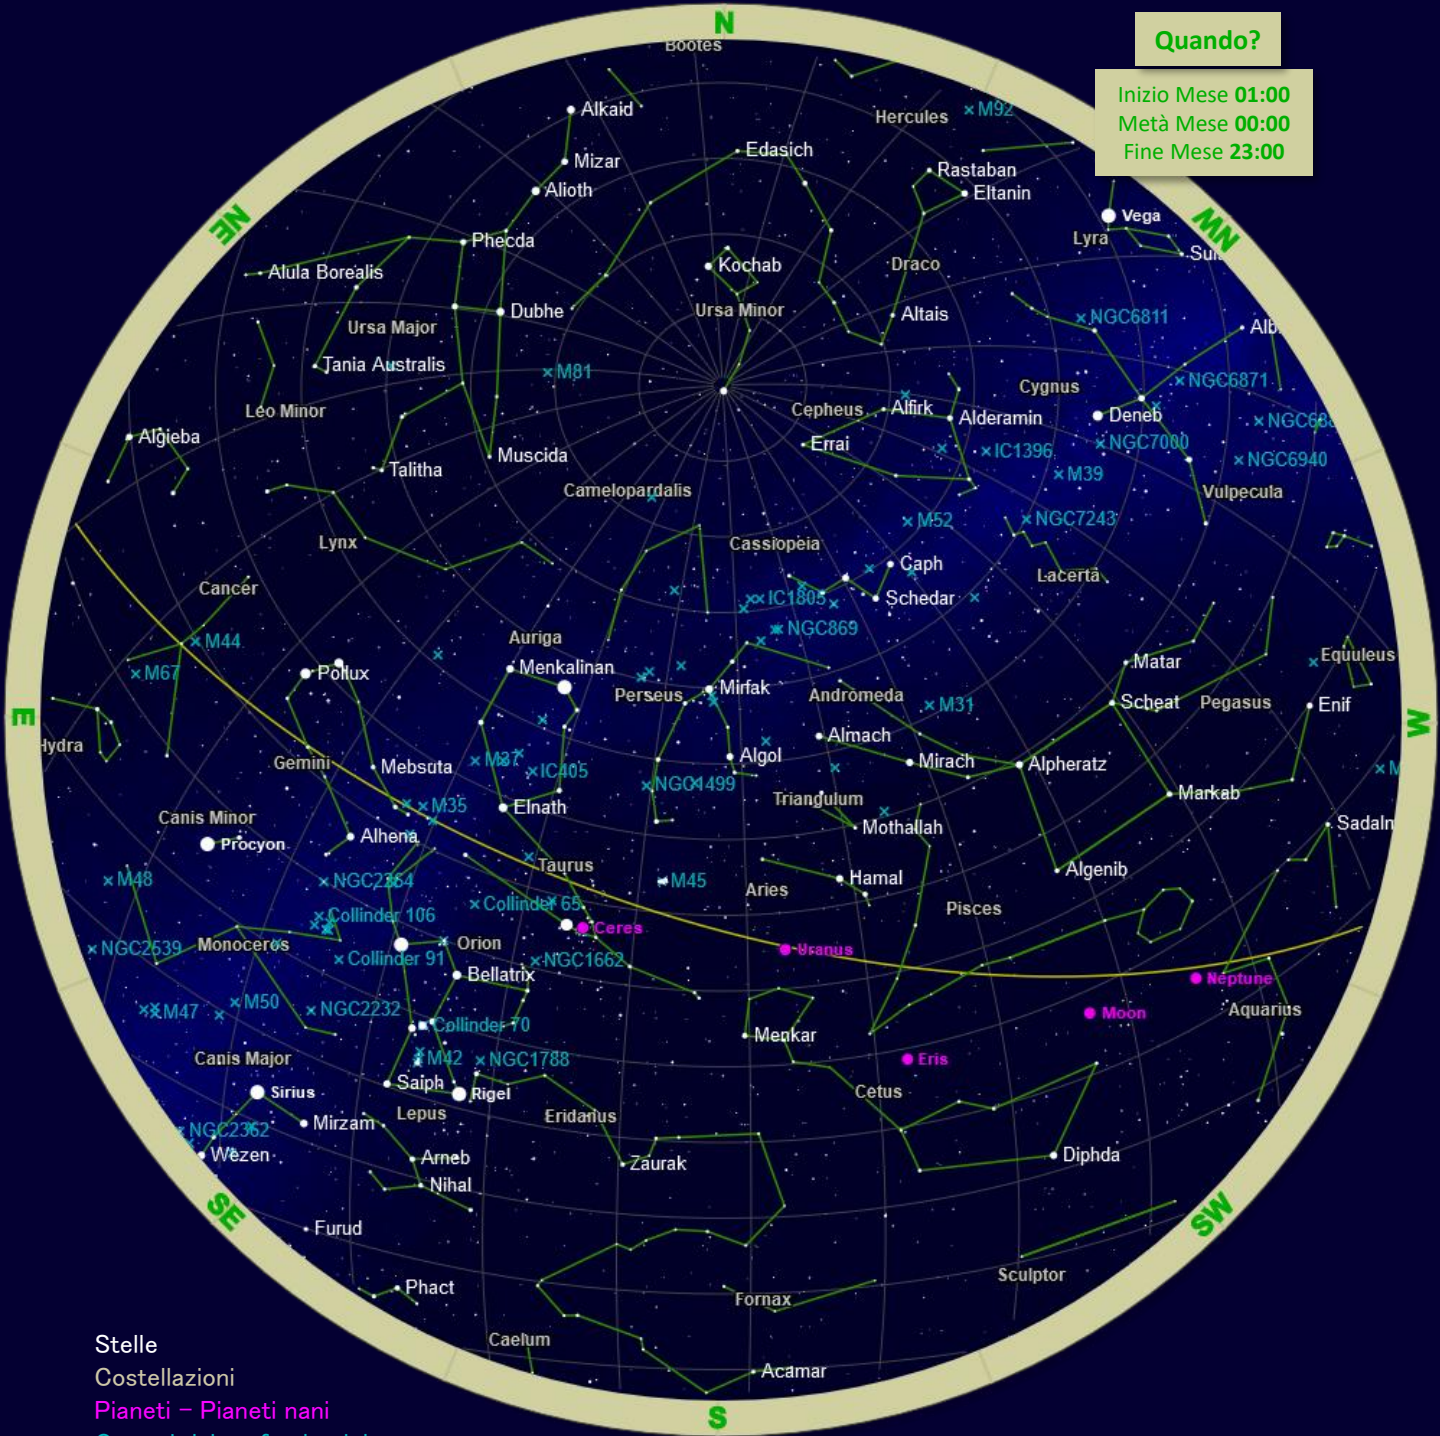 N
Quando?
Inizio Mese 01:00
Metà Mese 00:00
Fine Mese 23:00
Bootes
Alkaid
Hercules
M92
Mizar
Edasich
Rastaban
Alioth
Eltanin
NE
Vega
NW
Phecda
Lyra
Kochab
Draco
Alula Borealis
Dubhe
Ursa Minor
Altais
NGC6811
Ursa Major
Tania Australis
M81
NGC6871
Cygnus
Leo Minor
Cepheus
Alfirk
Alderamin
Deneb
Algieba
Errai
NGC7000
IC1396
Muscida
NGC6940
Talitha
M39
Camelopardalis
Vulpecula
M52
NGC7243
Lynx
Cassiopeia
Caph
Lacerta
Cancer
IC1805
Schedar
NGC869
M44
Auriga
Equuleus
Menkalinan
Matar
M67
Pollux
Perseus
Mirfak
Andromeda
Scheat
Pegasus
M31
Enif
E
W
Hydra
Almach
Algol
Mirach
Alpheratz
Gemini
Mebsuta
M37
IC405
NGC1499
Markab
Triangulum
M35
Elnath
Canis Minor
Mothallah
Procyon
Alhena
Taurus
Algenib
M48
NGC2264
M45
Aries
Hamal
Collinder 65
Pisces
Collinder 106
Ceres
NGC2539
Monoceros
Orion
Uranus
Collinder 91
NGC1662
Bellatrix
Neptune
M50
M47
NGC2232
Moon
Aquarius
Collinder 70
Menkar
Canis Major
M42
NGC1788
Eris
Sirius
Saiph
Rigel
Cetus
Lepus
Eridanus
Mirzam
NGC2362
Wezen
Arneb
Zaurak
Diphda
Nihal
SE
SW
Furud
Sculptor
Phact
Fornax
Caelum
Stelle
Acamar
Costellazioni
Pianeti – Pianeti nani
S